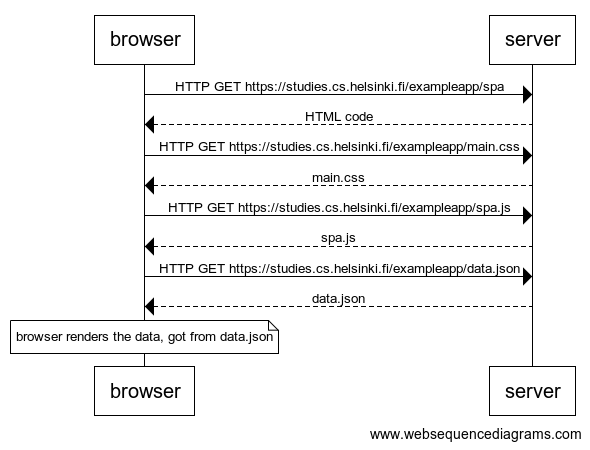 browser
server
HTTP GET https://studies.cs.helsinki.fi/exampleapp/spa
HTML code
HTTP GET https://studies.cs.helsinki.fi/exampleapp/main.css
main.css
HTTP GET https://studies.cs.helsinki.fi/exampleapp/spa.js
spa.js
HTTP GET https://studies.cs.helsinki.fi/exampleapp/data.json
data.json
browser renders the data, got from data.json
browser
server
www.websequencediagrams.com